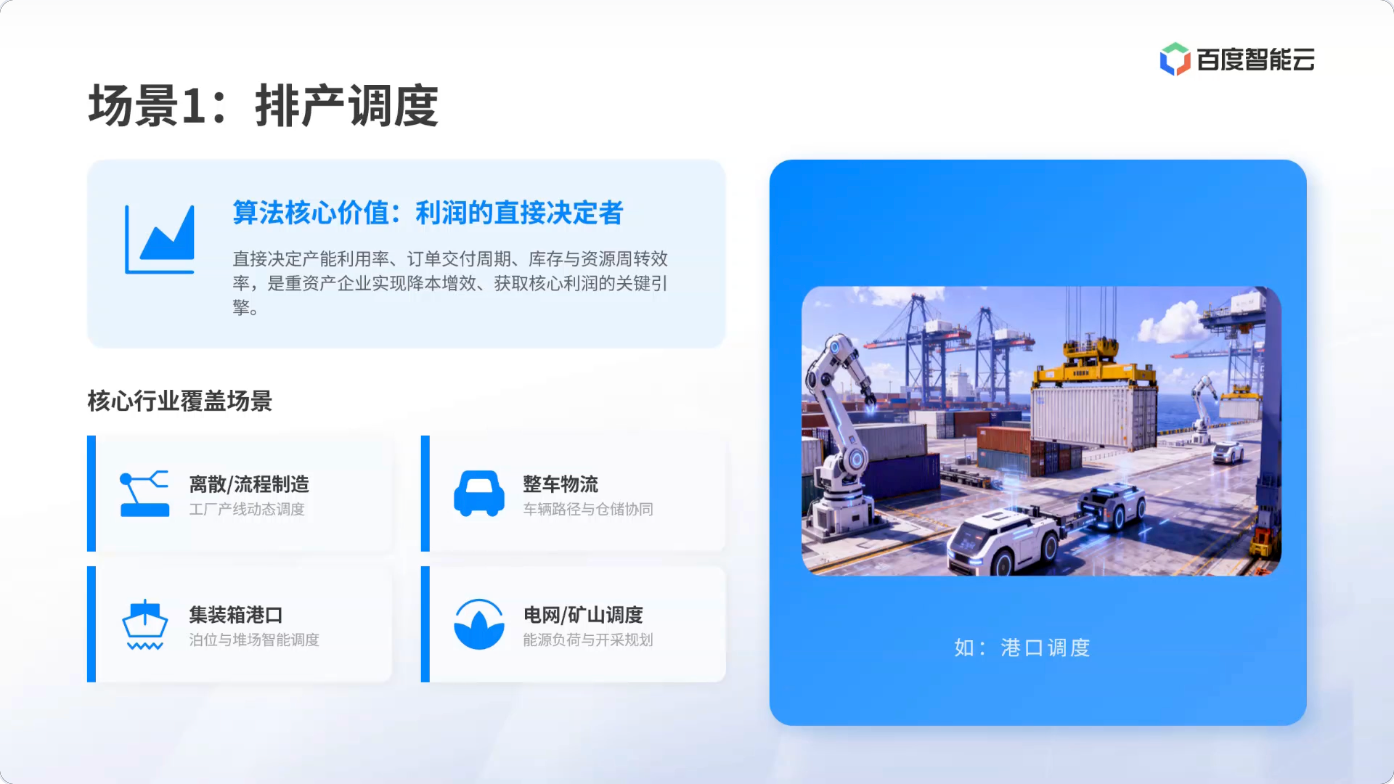 百度智能云
场景1：排产调度
算法核心价值：利润的直接决定者
直接决定产能利用率、订单交付周期、库存与资源周转效
率，是重资产企业实现降本增效、获取核心利润的关键引
擎。
核心行业覆盖场景
离散/流程制造
工厂产线动态调度
整车物流
车辆路径与仓储协同
集装箱港口
泊位与堆场智能调度
电网/矿山调度
能源负荷与开采规划
如：港口调度